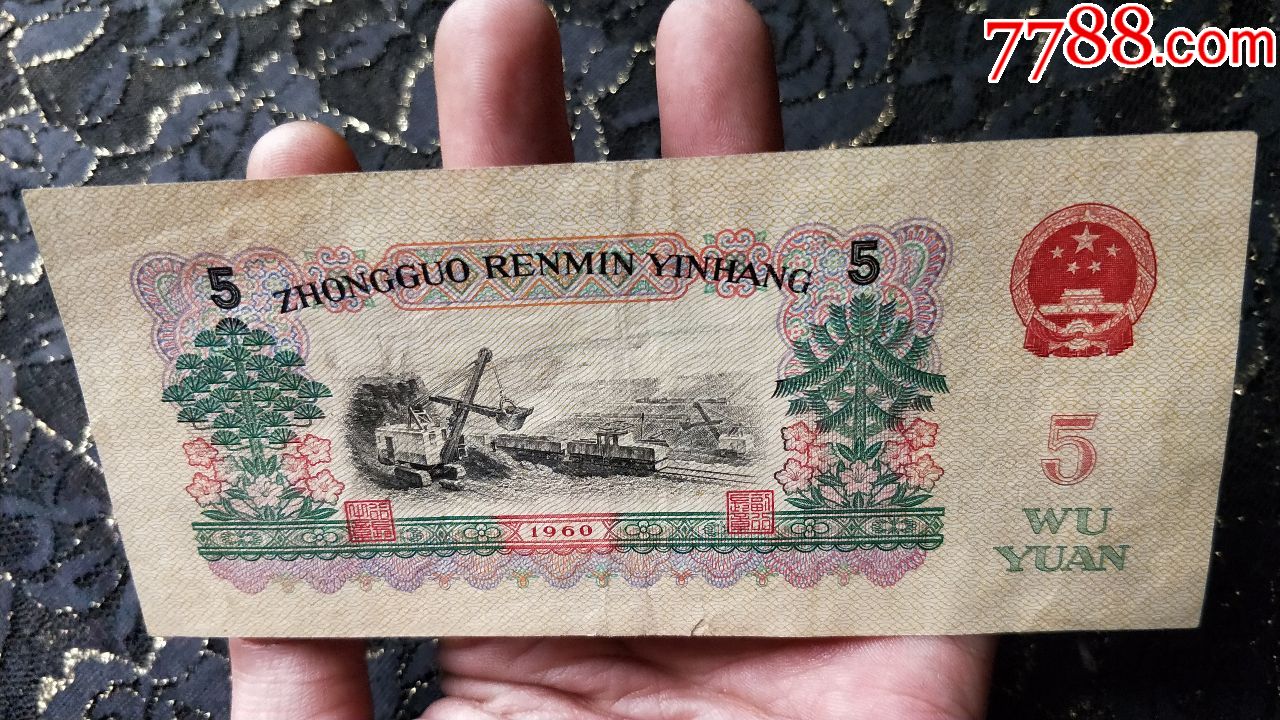 7788.com
5 ZHONGGUO RENMIN YINHANG 5
5
1960
WU
YUAN